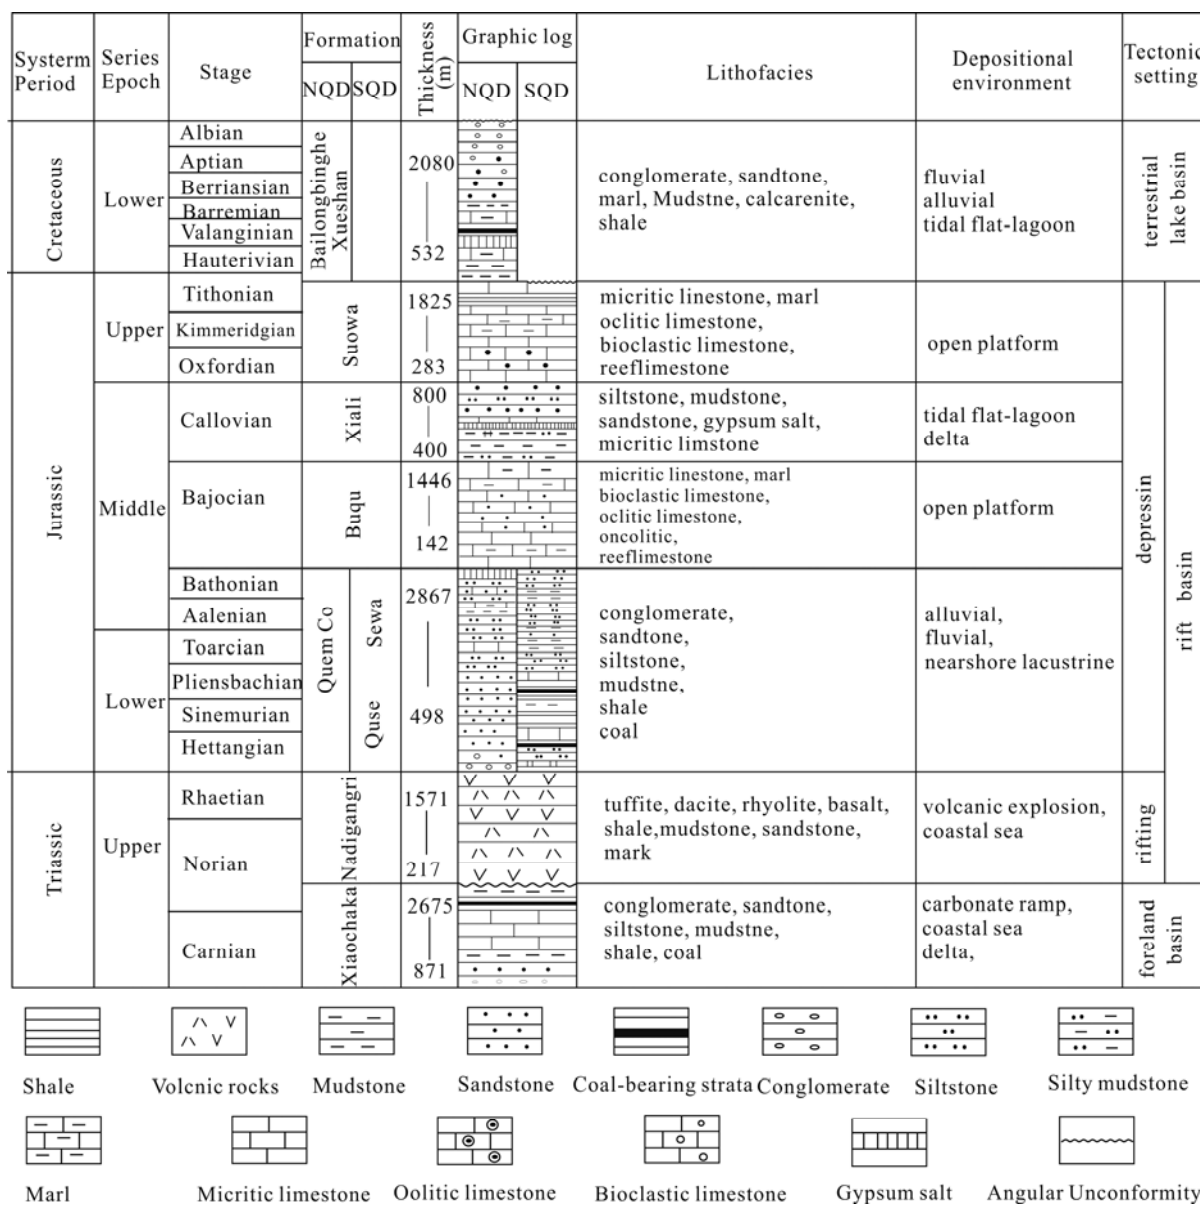 Systerm
Period
Series
Epoch
Stage
Formation
NQD
SQD
Thickness
(m)
Graphic log
NQD
SQD
Lithofacies
Depositional
environment
Tectonic
setting
Cretaceous
Lower
Albian
Aptian
Berriansian
Barremian
Valanginian
Hauterivian
Bailongbinghe
Xueshan
2080
532
conglomerate, sandtone,
marl, Mudstne, calcarenite,
shale
fluvial
alluvial
tidal flat-lagoon
terrestrial
lake basin
Jurassic
Upper
Tithonian
Kimmeridgian
Oxfordian
Suowa
1825
283
micritic linestone, marl
oclitic limestone,
bioclastic limestone,
reeflimestone
open platform
Middle
Callovian
Xiali
800
400
siltstone, mudstone,
sandstone, gypsum salt,
micritic limstone
tidal flat-lagoon
delta
Bajocian
Buqu
1446
142
micritic linestone, marl
bioclastic limestone,
oclitic limestone,
oncolitic,
reeflimestone
open platform
depressin
rift basin
Bathonian
Aalenian
Lower
Toarcian
Pliensbachian
Sinemurian
Hettangian
Quem Co
Sewa
Quse
2867
498
conglomerate,
sandtone,
siltstone,
mudstne,
shale
coal
alluvial,
fluvial,
nearshore lacustrine
Triassic
Upper
Rhaetian
Norian
Carnian
Nadigangri
1571
217
tuffite, dacite, rhyolite, basalt,
shale,mudstone, sandstone,
mark
volcanic explosion,
coastal sea
rifting
Xiaochaka
2675
871
conglomerate, sandtone,
siltstone, mudstne,
shale, coal
carbonate ramp,
coastal sea
delta,
foreland
basin
Shale
Volcnic rocks
Mudstone
Sandstone
Coal-bearing strata
Conglomerate
Siltstone
Silty mudstone
Marl
Micritic limestone
Oolitic limestone
Bioclastic limestone
Gypsum salt
Angular Unconformity